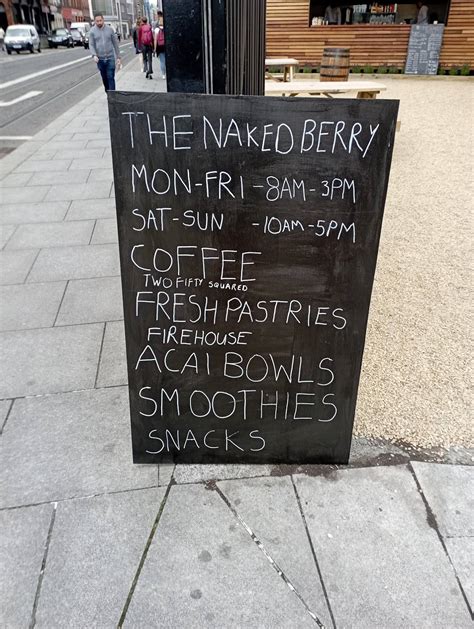 THE NAKED BERRY
MON-FRI -8AM-3PM
SAT-SUN -10AM-5PM
COFFEE
TWO FIFTY SQUARED
FRESH PASTRIES
FIREHOUSE
ACAI BOWLS
SMOOTHIES
SNACKS